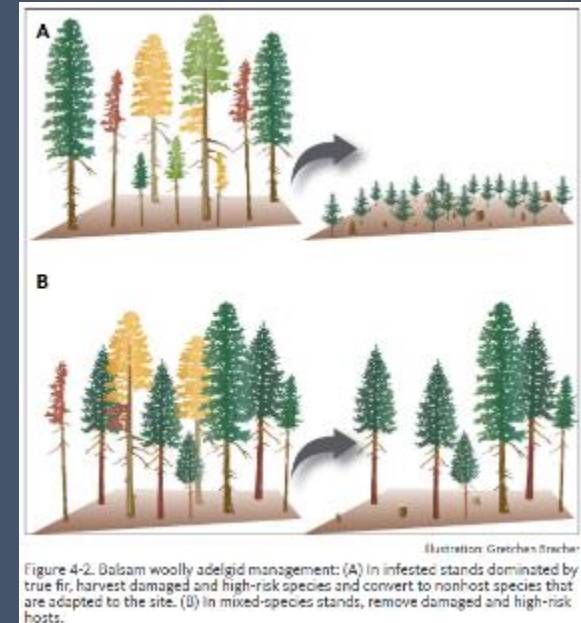 A
B
Illustration: Gretchen Bracher
Figure 4-2. Balsam woolly adelgid management: (A) In infested stands dominated by
true fir, harvest damaged and high-risk species and convert to nonhost species that
are adapted to the site. (B) In mixed-species stands, remove damaged and high-risk
hosts.